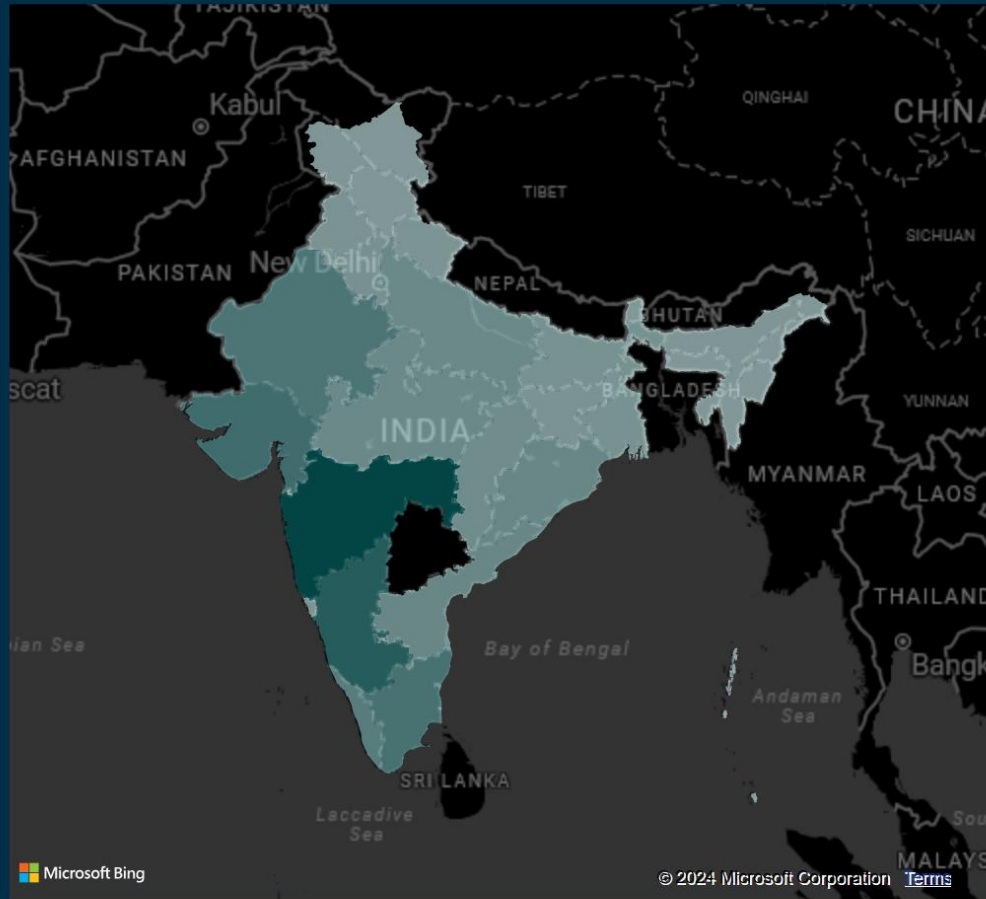 TAJIKISTAN
Kabul
QINGHAI
CHINA
AFGHANISTAN
TIBET
SICHUAN
PAKISTAN
New Delhi
NEPAL
BHUTAN
BANGLADESH
scat
YUNNAN
INDIA
MYANMAR
LAOS
THAILAND
ian Sea
Bay of Bengal
Bangk
Andaman
Sea
SRI LANKA
Laccadive
Sea
Sou
MALAYS
Microsoft Bing
© 2024 Microsoft Corporation Terms